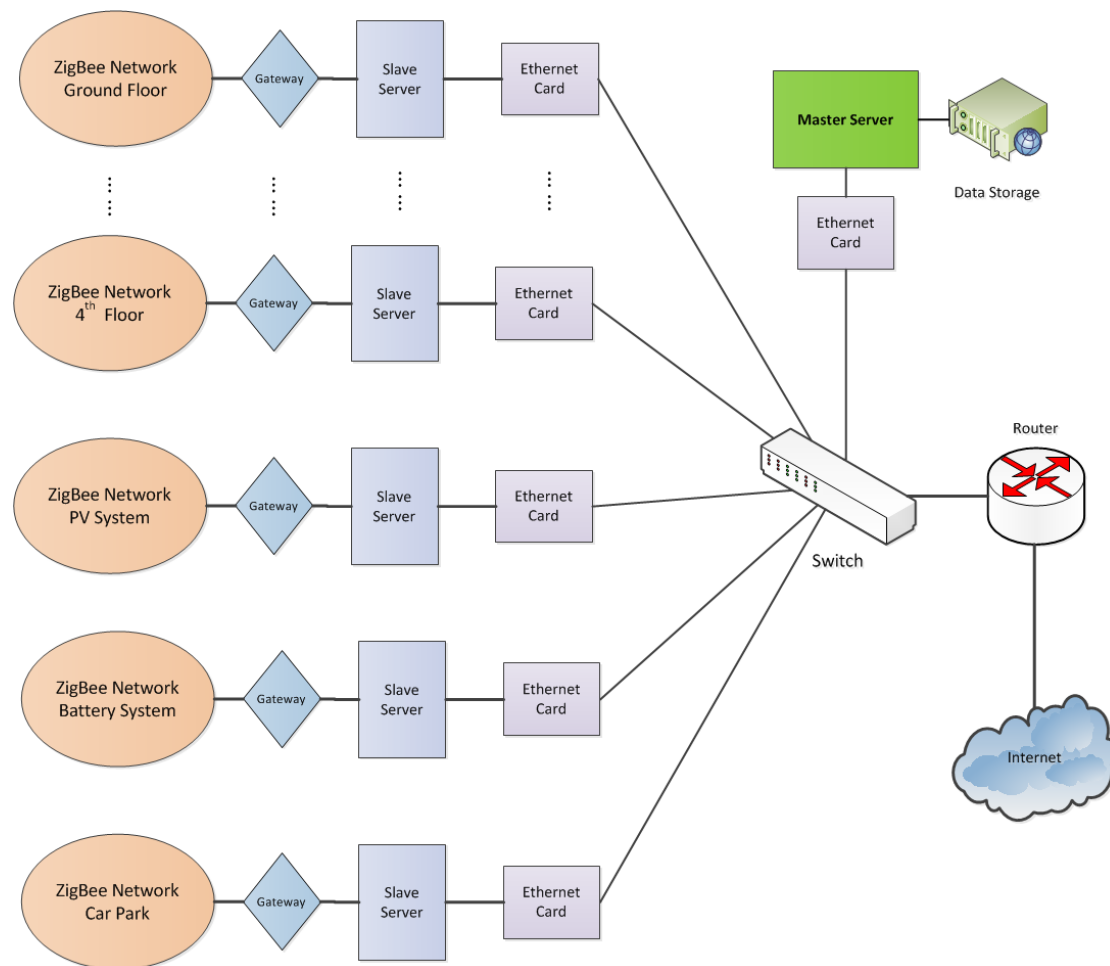 ZigBee Network
Ground Floor
Gateway
Slave
Server
Ethernet
Card
Master Server
Data Storage
Ethernet
Card
ZigBee Network
4th Floor
Gateway
Slave
Server
Ethernet
Card
Router
ZigBee Network
PV System
Gateway
Slave
Server
Ethernet
Card
Switch
ZigBee Network
Battery System
Gateway
Slave
Server
Ethernet
Card
Internet
ZigBee Network
Car Park
Gateway
Slave
Server
Ethernet
Card